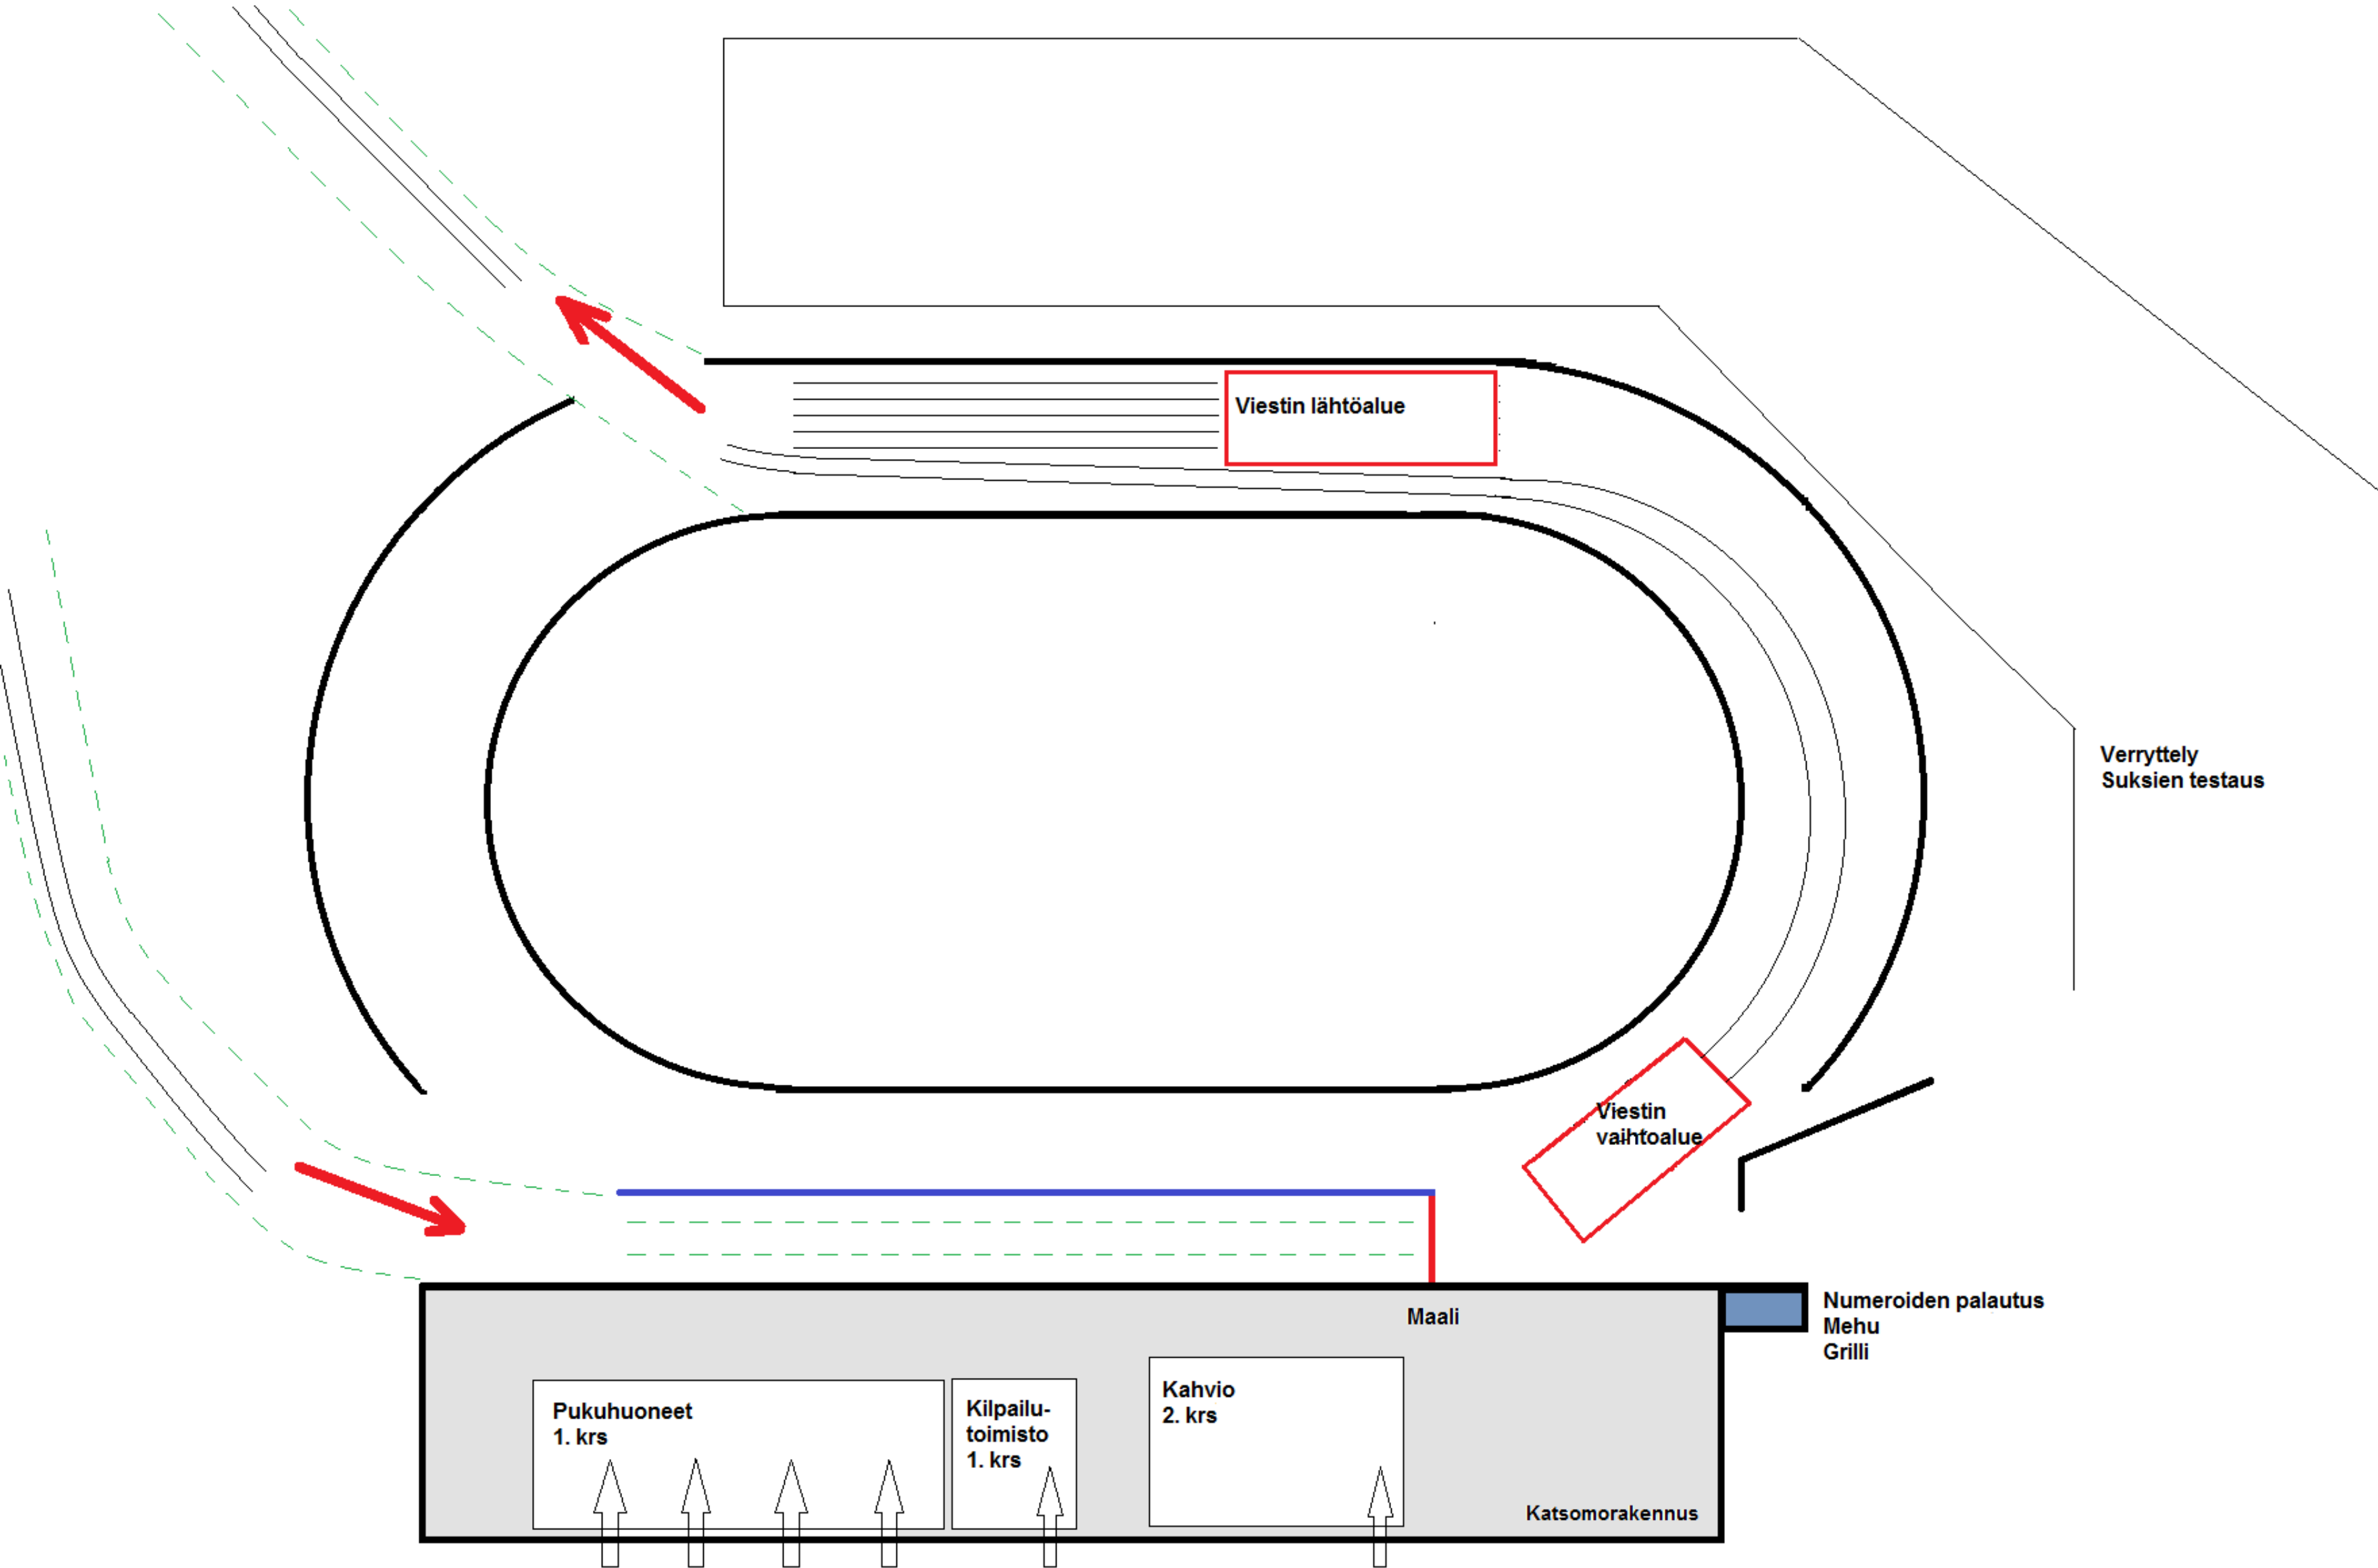 Viestin lähtöalue
Verryttely
Suksien testaus
Viestin
vaihtoalue
Numeroiden palautus
Mehu
Grilli
Maali
Pukuhuoneet
1. krs
Kilpailu-
toimisto
1. krs
Kahvio
2. krs
Katsomorakennus